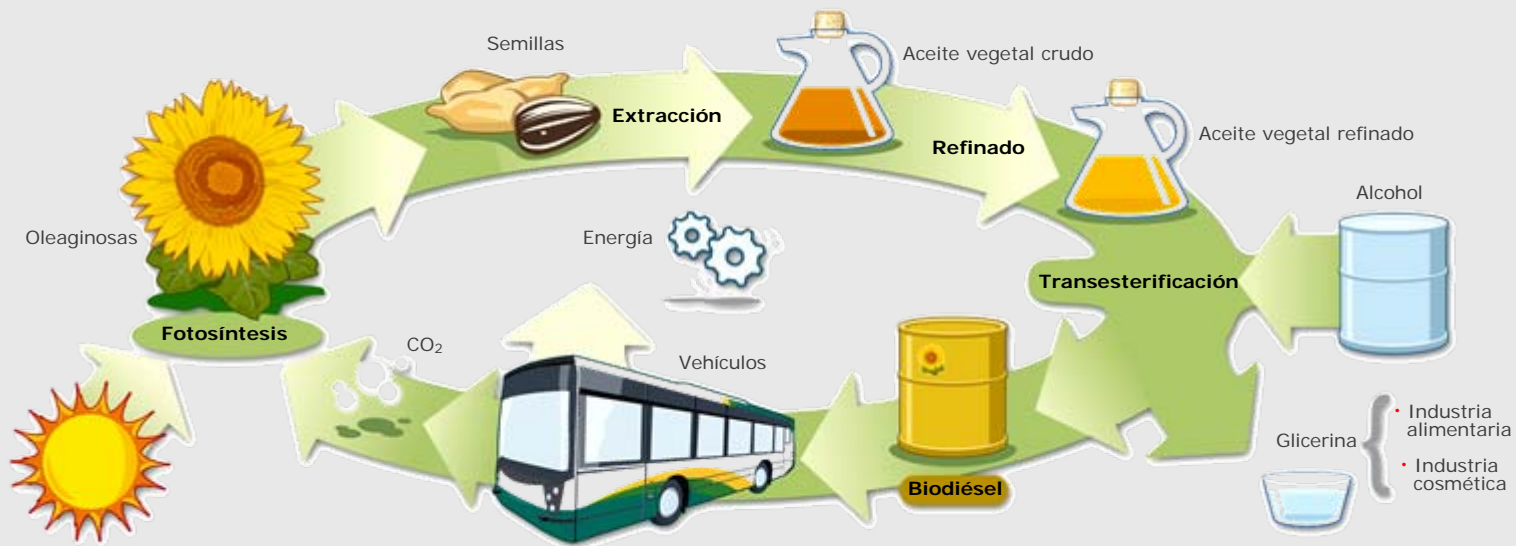 Semillas
Aceite vegetal crudo
Extracción
Refinado
Aceite vegetal refinado
Alcohol
Oleaginosas
Energía
Transesterificación
Fotosíntesis
CO₂
Vehículos
Biodiésel
Glicerina
• Industria
alimentaria
• Industria
cosmética